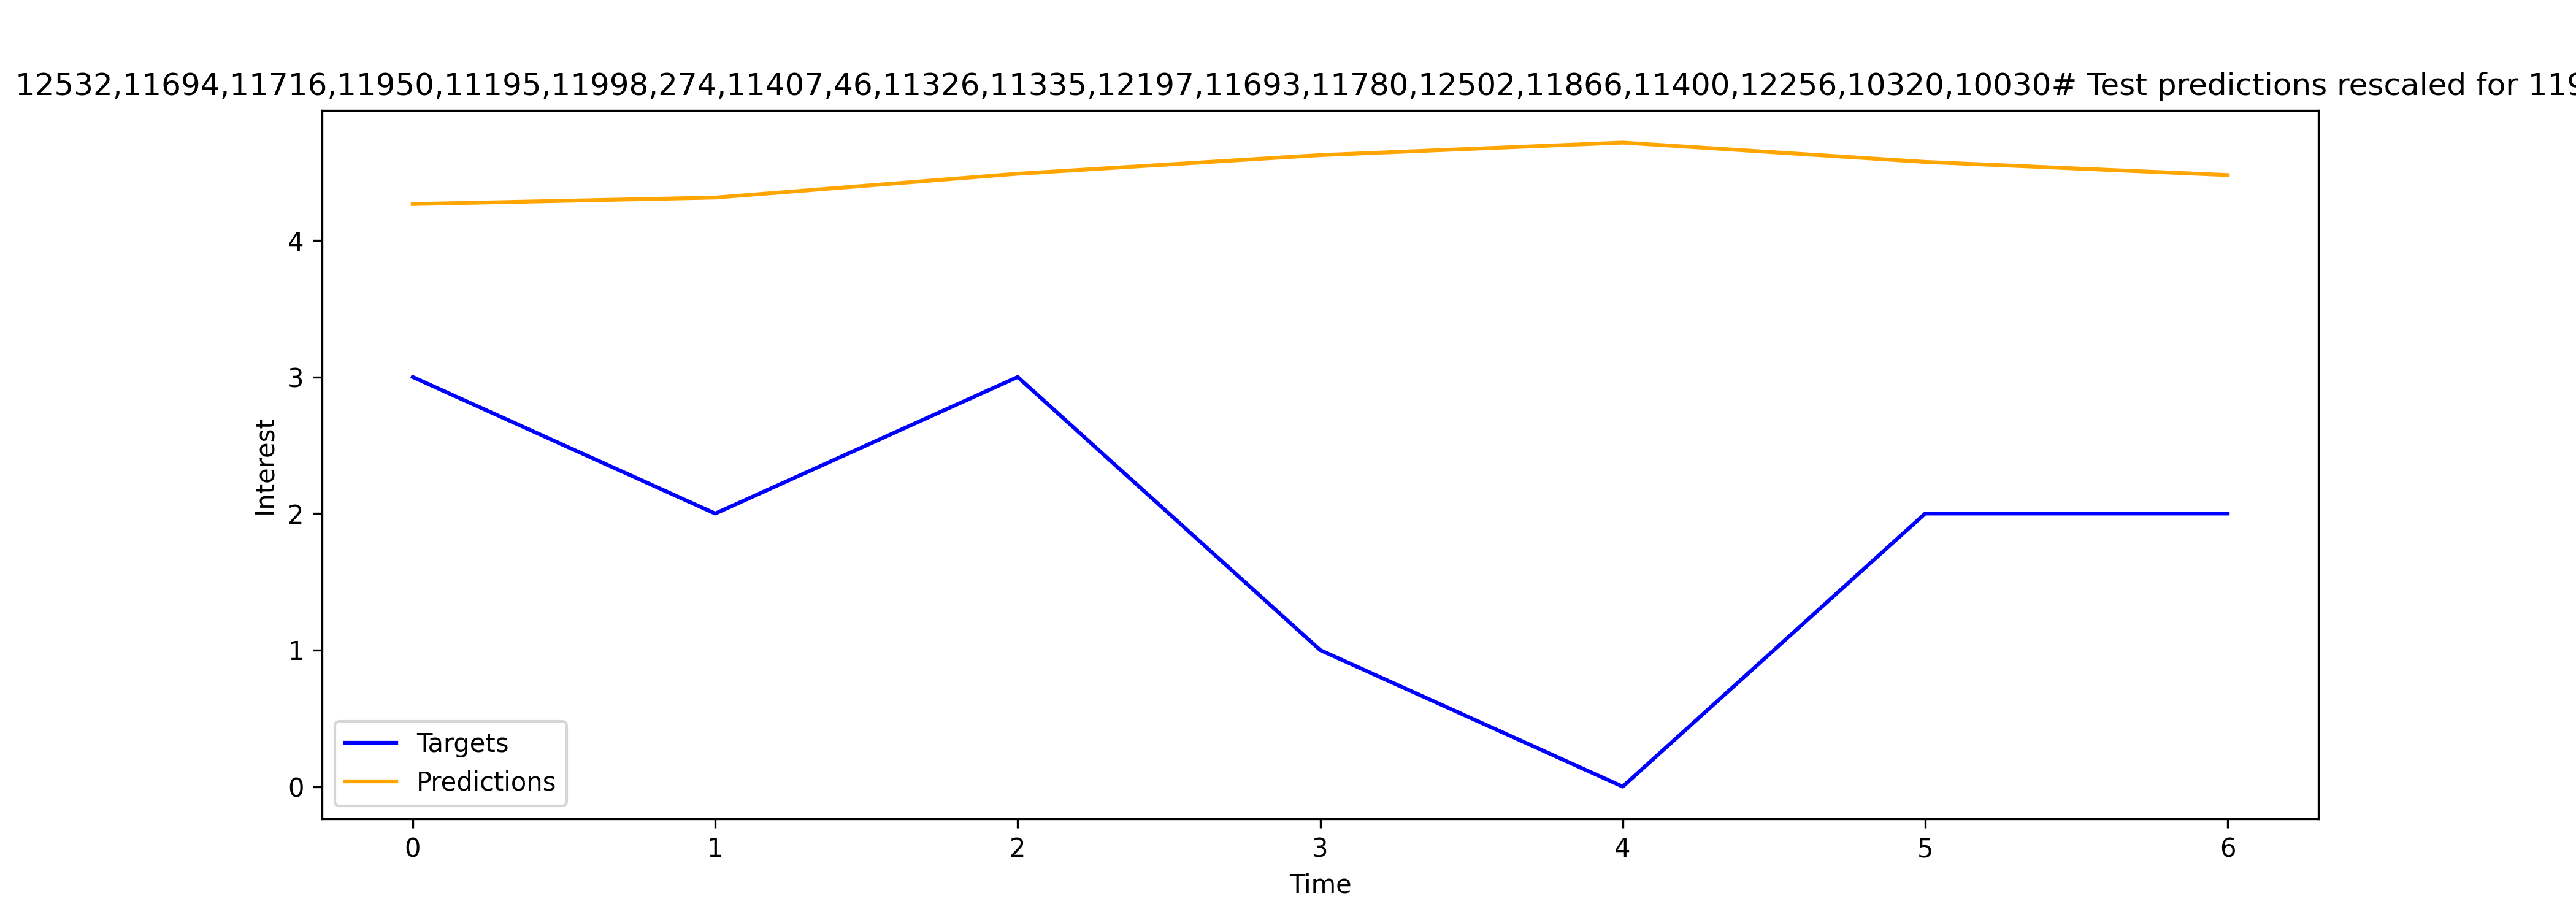 12532,11694,11716,11950,11195,11998,274,11407,46,11326,11335,12197,11693,11780,12502,11866,11400,12256,10320,10030# Test predictions rescaled for 119
4
3
2
1
0
Interest
Targets
Predictions
0 1 2 3 4 5 6
Time